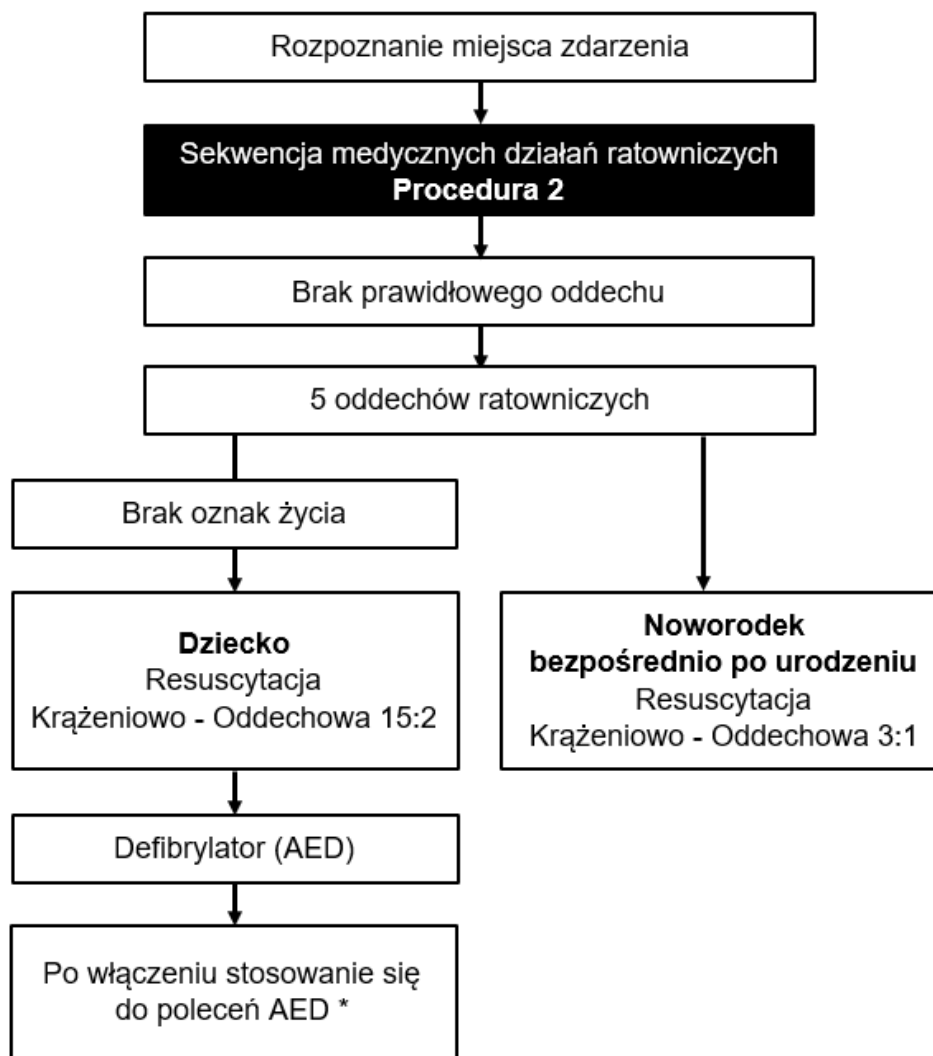 Rozpoznanie miejsca zdarzenia
Sekwencja medycznych działań ratowniczych
Procedura 2
Brak prawidłowego oddechu
5 oddechów ratowniczych
Brak oznak życia
Dziecko
Resuscytacja
Krążeniowo - Oddechowa 15:2
Noworodek
bezpośrednio po urodzeniu
Resuscytacja
Krążeniowo - Oddechowa 3:1
Defibrylator (AED)
Po włączeniu stosowanie się
do poleceń AED *